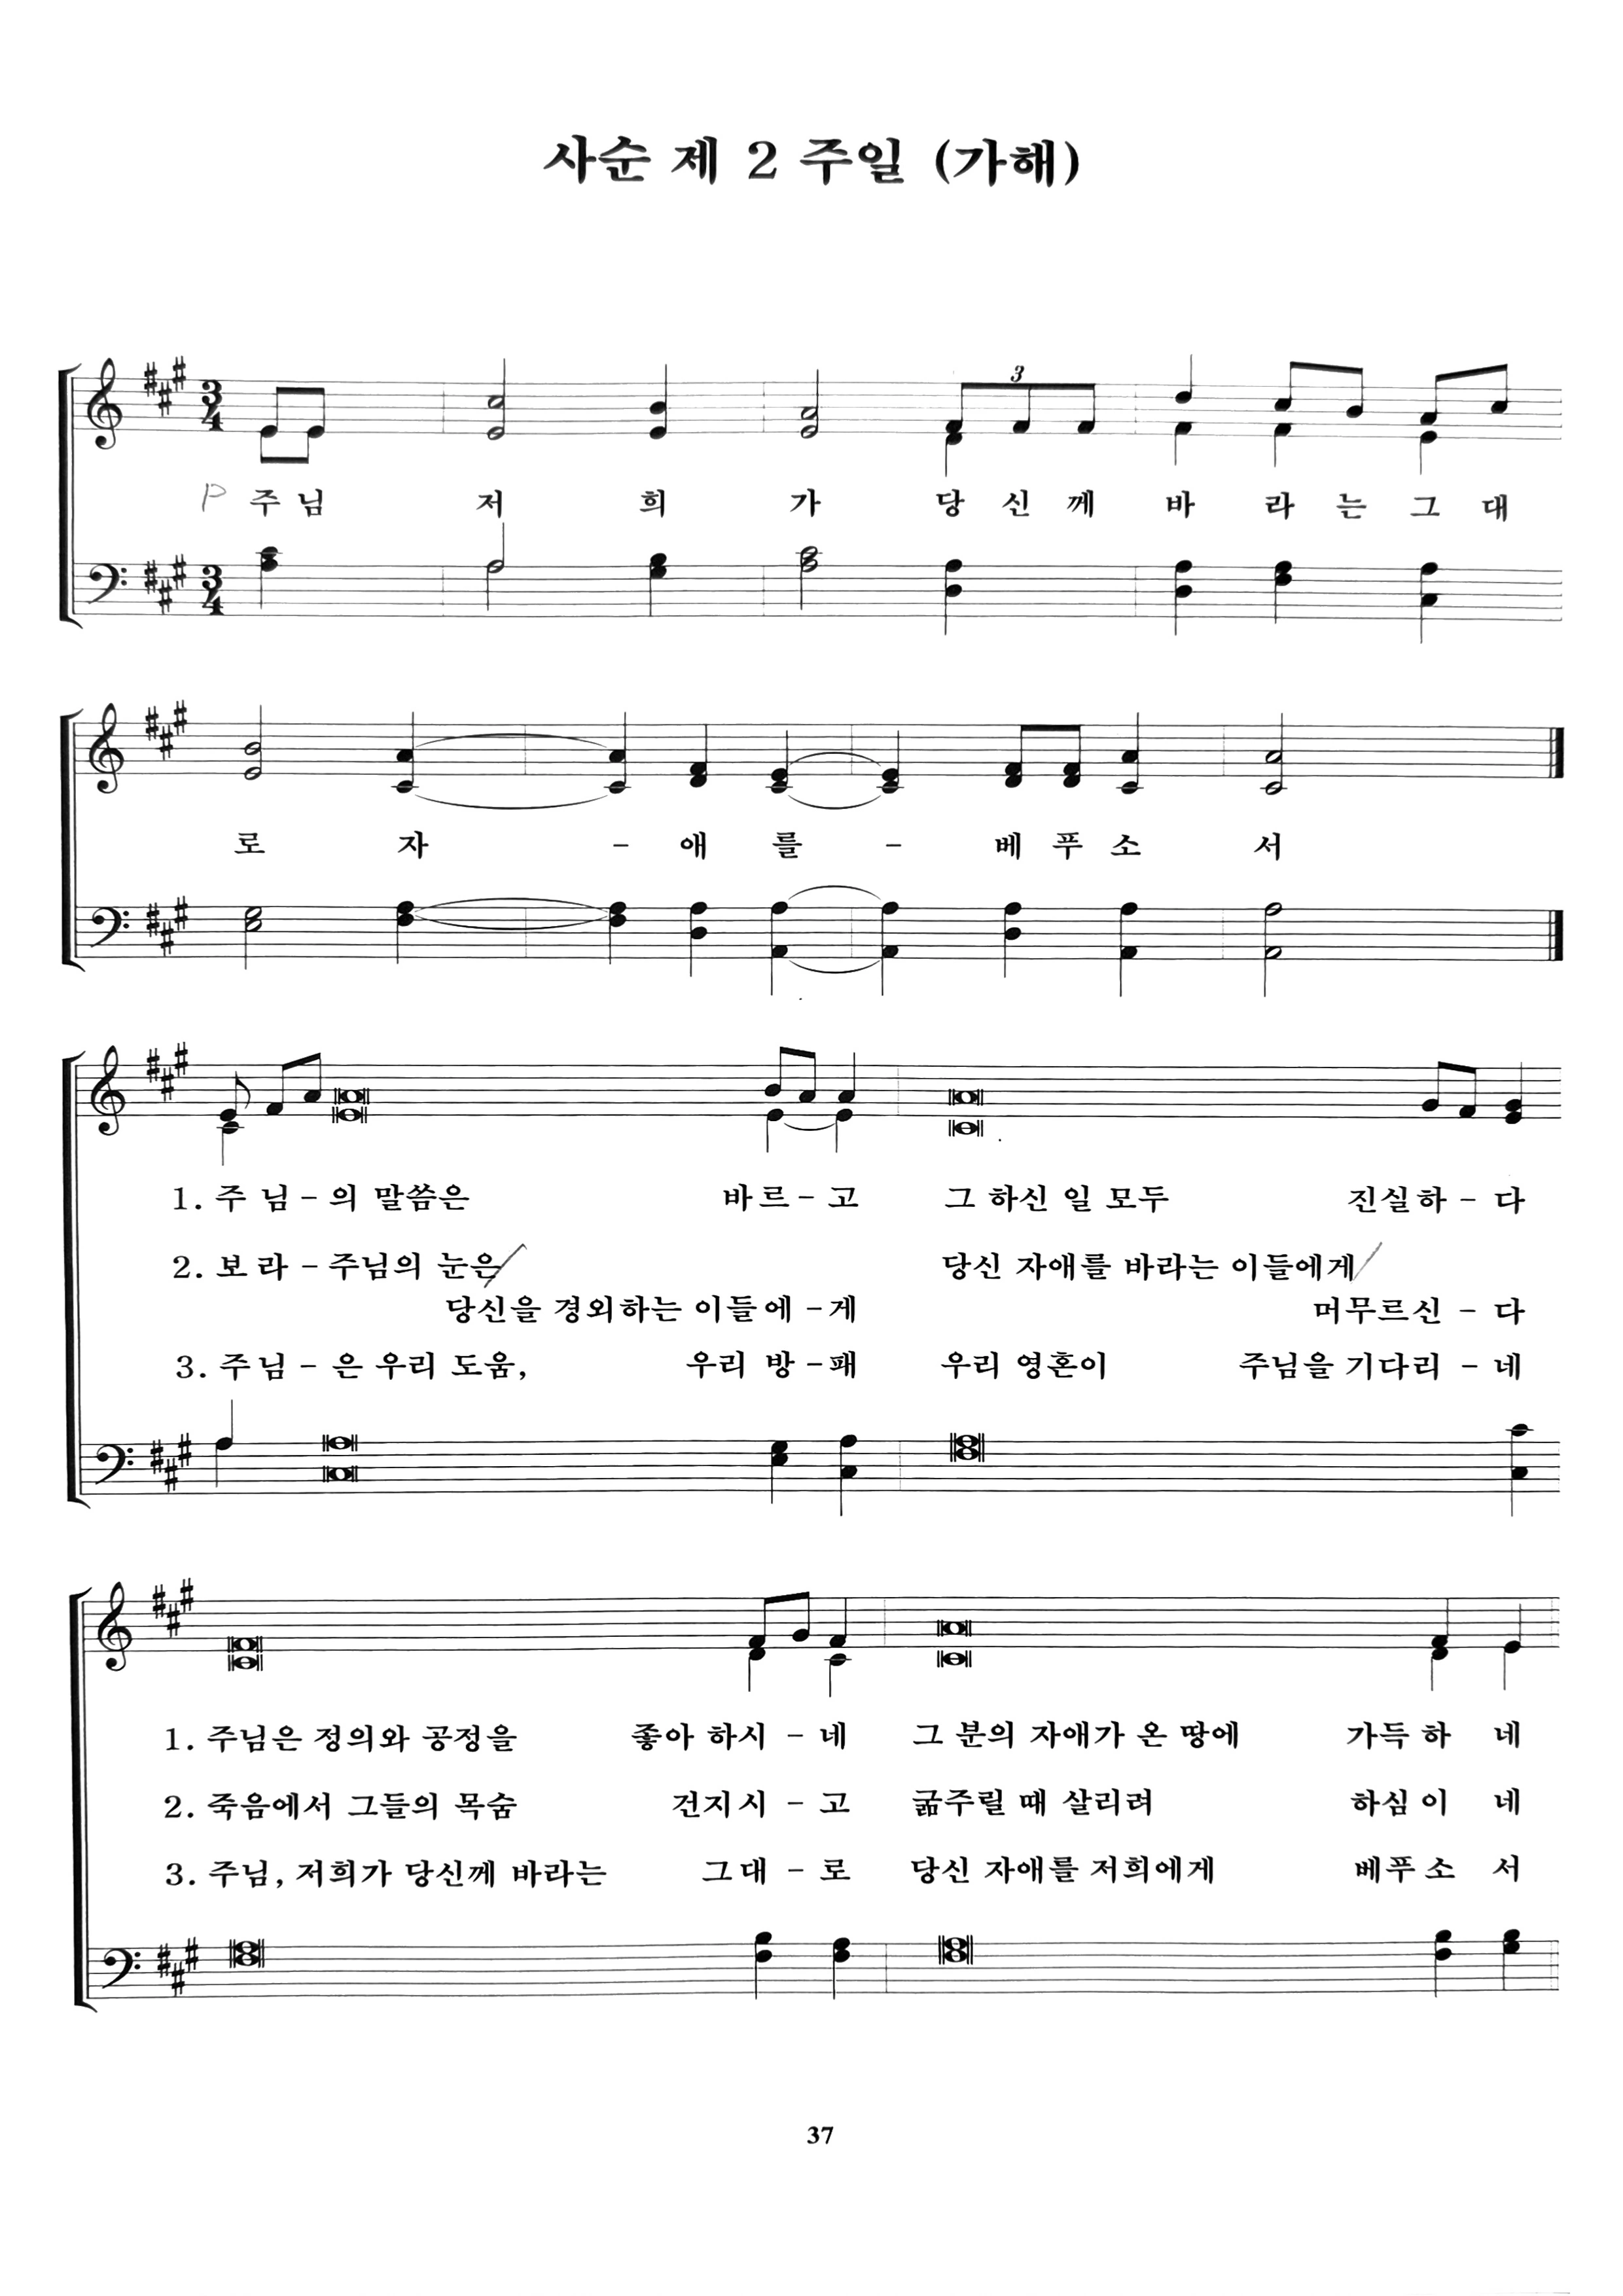 사순 제 2 주일 (가해)
3
P 주 님 저 희 가 당 신 께 바 라 는 그 대
로 자 - 애 를 - 베 푸 소 서
1. 주 님 - 의 말씀은 바르 - 고 그 하신 일 모두 진실하 - 다
2. 보 라 - 주님의 눈은/ 당신 자애를 바라는 이들에게/
당신을 경외하는 이들에 - 게 머무르신 - 다
3. 주 님 - 은 우리 도움, 우리 방 - 패 우리 영혼이 주님을 기다리 - 네
1. 주님은 정의와 공정을 좋아 하시 - 네 그 분의 자애가 온 땅에 가득 하 네
2. 죽음에서 그들의 목숨 건지시 - 고 굶주릴 때 살리려 하심 이 네
3. 주님, 저희가 당신께 바라는 그대 - 로 당신 자애를 저희에게 베푸 소 서
37